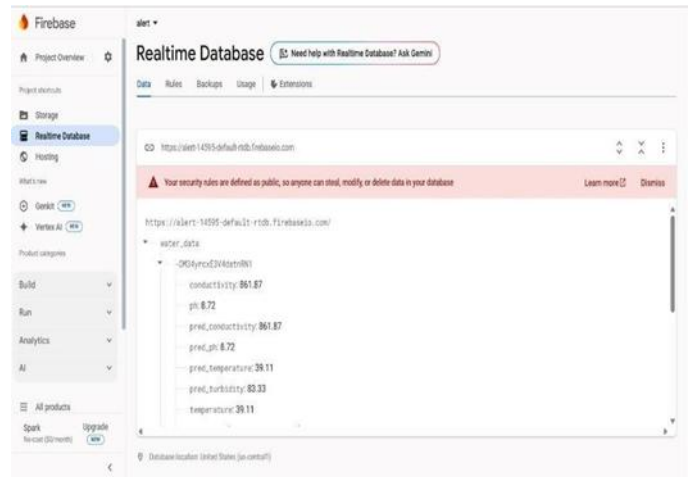 Firebase
alert
Project Overview
Realtime Database
Need help with Realtime Database? Ask Gemini
Data Rules Backups Usage Extensions
Project shortcuts
Storage
Realtime Database
Hosting
What's new
Genkit NEW
Vertex AI NEW
Product categories
Build
Run
Analytics
AI
All products
Spark
No-cost ($0/month)
Upgrade
NEW
https://alert-14595-default-rtdb.firebaseio.com
Your security rules are defined as public, so anyone can steal, modify, or delete data in your database
Learn more
Dismiss
https://alert-14595-default-rtdb.firebaseio.com/
water_data
conductivity: 861.87
ph: 8.72
pred_conductivity: 861.87
pred_ph: 8.72
pred_temperature: 39.11
pred_turbidity: 83.33
temperature: 39.11
Database location: United States (us-central1)